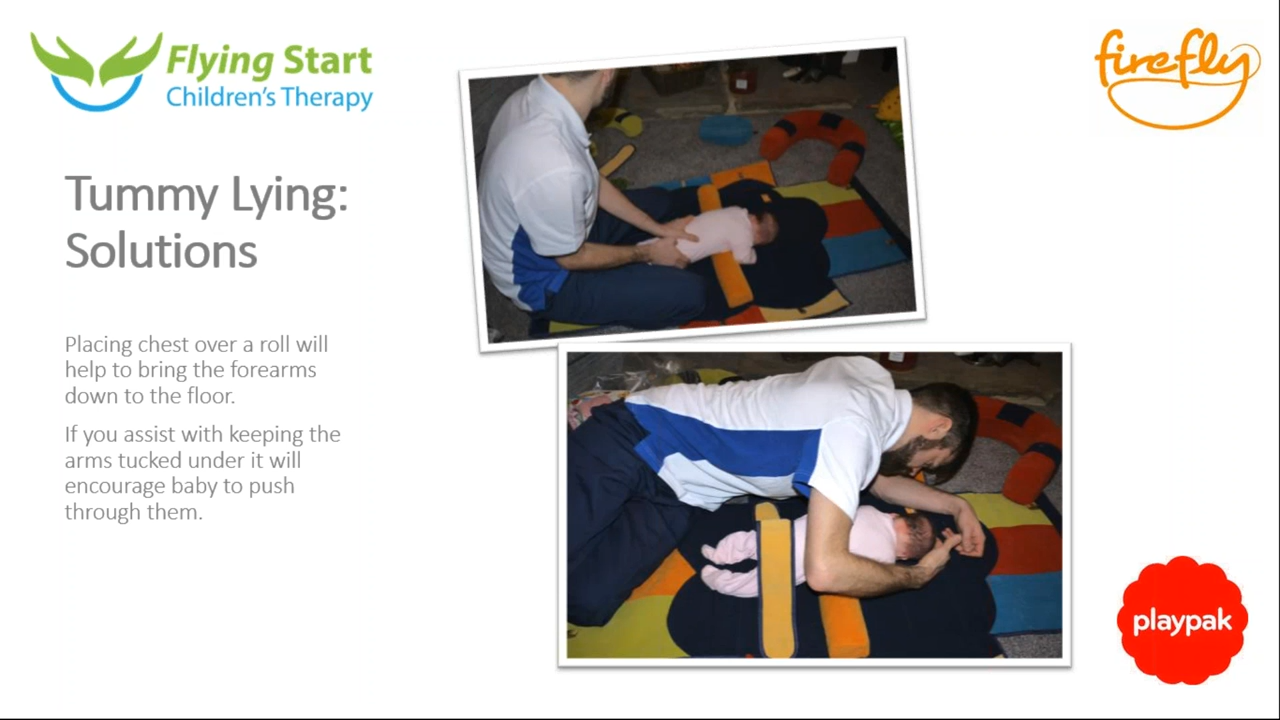 Flying Start
Children's Therapy
firefly
Tummy Lying:
Solutions
Placing chest over a roll will
help to bring the forearms
down to the floor.
If you assist with keeping the
arms tucked under it will
encourage baby to push
through them.
playpak